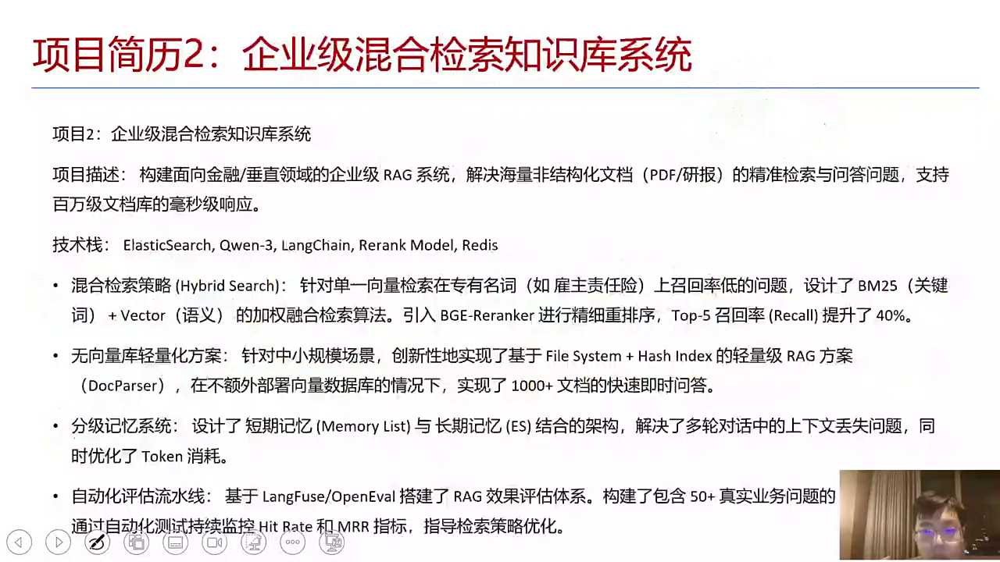 项目简历2：企业级混合检索知识库系统
项目2：企业级混合检索知识库系统
项目描述： 构建面向金融/垂直领域的企业级 RAG 系统，解决海量非结构化文档（PDF/研报）的精准检索与问答问题，支持
百万级文档库的毫秒级响应。
技术栈： ElasticSearch, Qwen-3, LangChain, Rerank Model, Redis
• 混合检索策略 (Hybrid Search)： 针对单一向量检索在专有名词（如 雇主责任险）上召回率低的问题，设计了 BM25（关键
词） + Vector（语义） 的加权融合检索算法。引入 BGE-Reranker 进行精细重排序，Top-5 召回率 (Recall) 提升了 40%。
• 无向量库轻量化方案： 针对中小规模场景，创新性地实现了基于 File System + Hash Index 的轻量级 RAG 方案
（DocParser），在不额外部署向量数据库的情况下，实现了 1000+ 文档的快速即时问答。
• 分级记忆系统： 设计了 短期记忆 (Memory List) 与 长期记忆 (ES) 结合的架构，解决了多轮对话中的上下文丢失问题，同
时优化了 Token 消耗。
• 自动化评估流水线： 基于 LangFuse/OpenEval 搭建了 RAG 效果评估体系。构建了包含 50+ 真实业务问题的
通过自动化测试持续监控 Hit Rate 和 MRR 指标，指导检索策略优化。